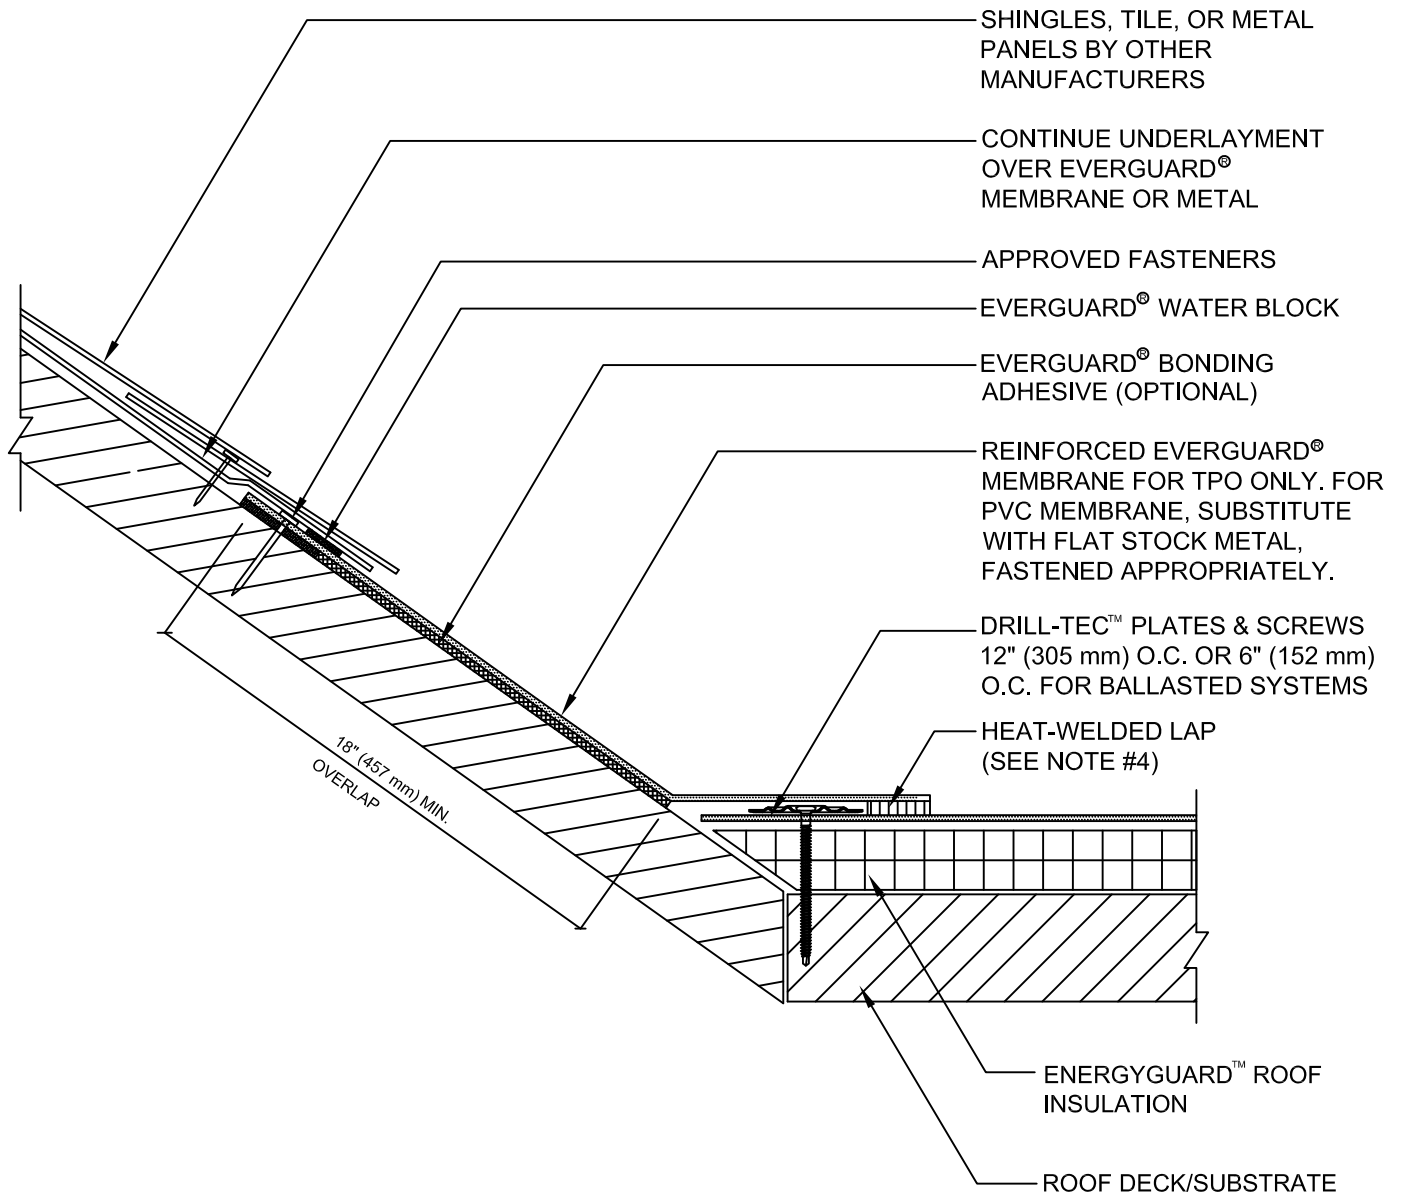 SHINGLES, TILE, OR METAL
PANELS BY OTHER
MANUFACTURERS
CONTINUE UNDERLAYMENT
OVER EVERGUARD®
MEMBRANE OR METAL
APPROVED FASTENERS
EVERGUARD® WATER BLOCK
EVERGUARD® BONDING
ADHESIVE (OPTIONAL)
REINFORCED EVERGUARD®
MEMBRANE FOR TPO ONLY. FOR
PVC MEMBRANE, SUBSTITUTE
WITH FLAT STOCK METAL,
FASTENED APPROPRIATELY.
DRILL-TEC™ PLATES & SCREWS
12" (305 mm) O.C. OR 6" (152 mm)
O.C. FOR BALLASTED SYSTEMS
HEAT-WELDED LAP
(SEE NOTE #4)
18" (457 mm) MIN.
OVERLAP
ENERGYGUARD™ ROOF
INSULATION
ROOF DECK/SUBSTRATE